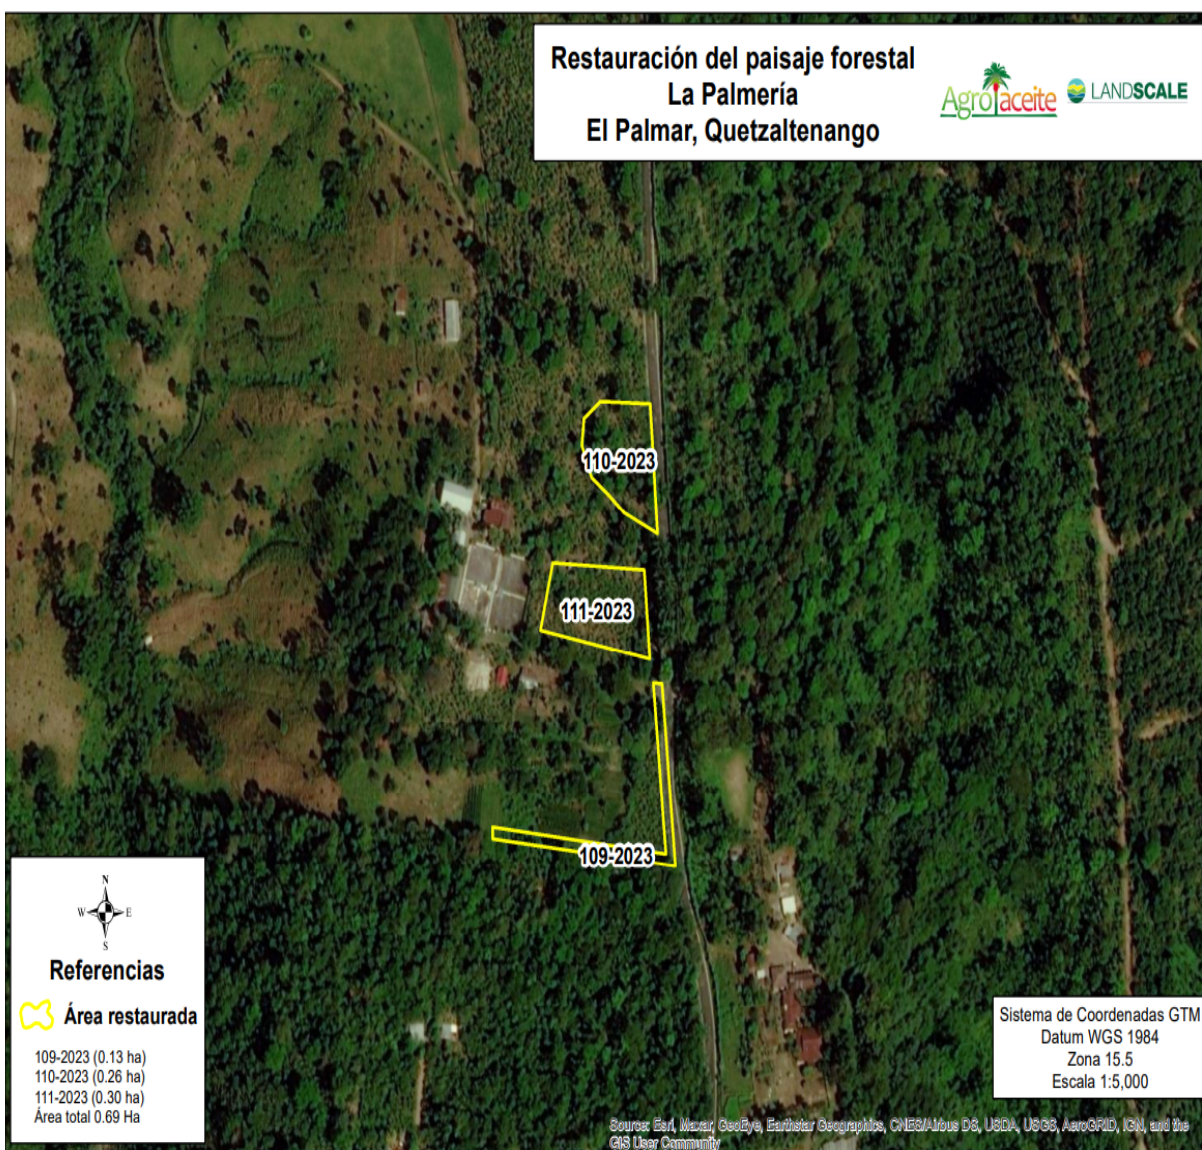 Restauración del paisaje forestal
La Palmería
El Palmar, Quetzaltenango
Agroaceite
LANDSCALE
110-2023
111-2023
109-2023
N
W E
S
Referencias
Área restaurada
109-2023 (0.13 ha)
110-2023 (0.26 ha)
111-2023 (0.30 ha)
Área total 0.69 Ha
Sistema de Coordenadas GTM
Datum WGS 1984
Zona 15.5
Escala 1:5,000
Source: Esri, Maxar, GeoEye, Earthstar Geographics, CNES/Airbus DS, USDA, USGS, AeroGRID, IGN, and the
GIS User Community